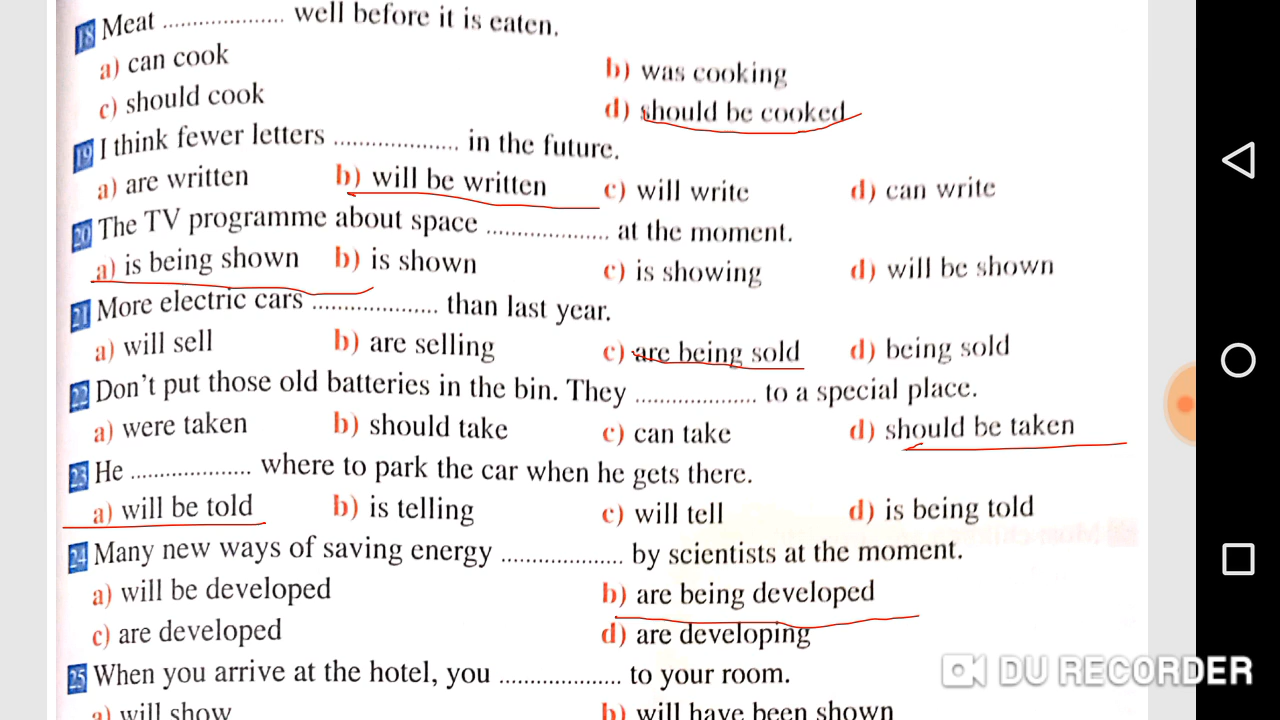 18 Meat .................... well before it is eaten.
a) can cook b) was cooking
c) should cook d) should be cooked
19 I think fewer letters .................... in the future.
a) are written b) will be written c) will write d) can write
20 The TV programme about space .................... at the moment.
a) is being shown b) is shown c) is showing d) will be shown
21 More electric cars .................... than last year.
a) will sell b) are selling c) are being sold d) being sold
22 Don't put those old batteries in the bin. They .................... to a special place.
a) were taken b) should take c) can take d) should be taken
23 He .................... where to park the car when he gets there.
a) will be told b) is telling c) will tell d) is being told
24 Many new ways of saving energy .................... by scientists at the moment.
a) will be developed b) are being developed
c) are developed d) are developing
25 When you arrive at the hotel, you .................... to your room.
a) will show b) will have been shown
DU RECORDER